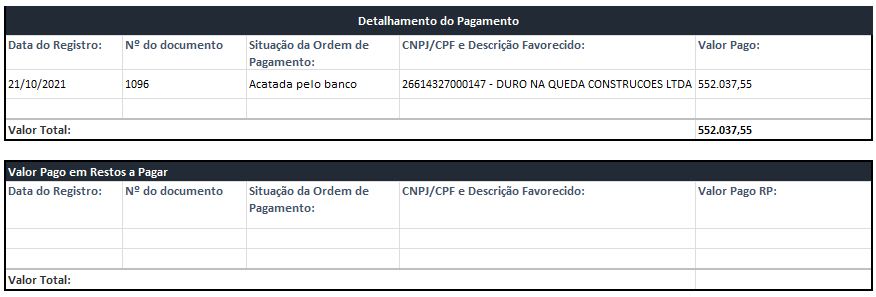 Detalhamento do Pagamento
Data do Registro: Nº do documento Situação da Ordem de Pagamento: CNPJ/CPF e Descrição Favorecido: Valor Pago:
21/10/2021 1096 Acatada pelo banco 26614327000147 - DURO NA QUEDA CONSTRUCOES LTDA 552.037,55
Valor Total: 552.037,55
Valor Pago em Restos a Pagar
Data do Registro: Nº do documento Situação da Ordem de Pagamento: CNPJ/CPF e Descrição Favorecido: Valor Pago RP:
Valor Total: